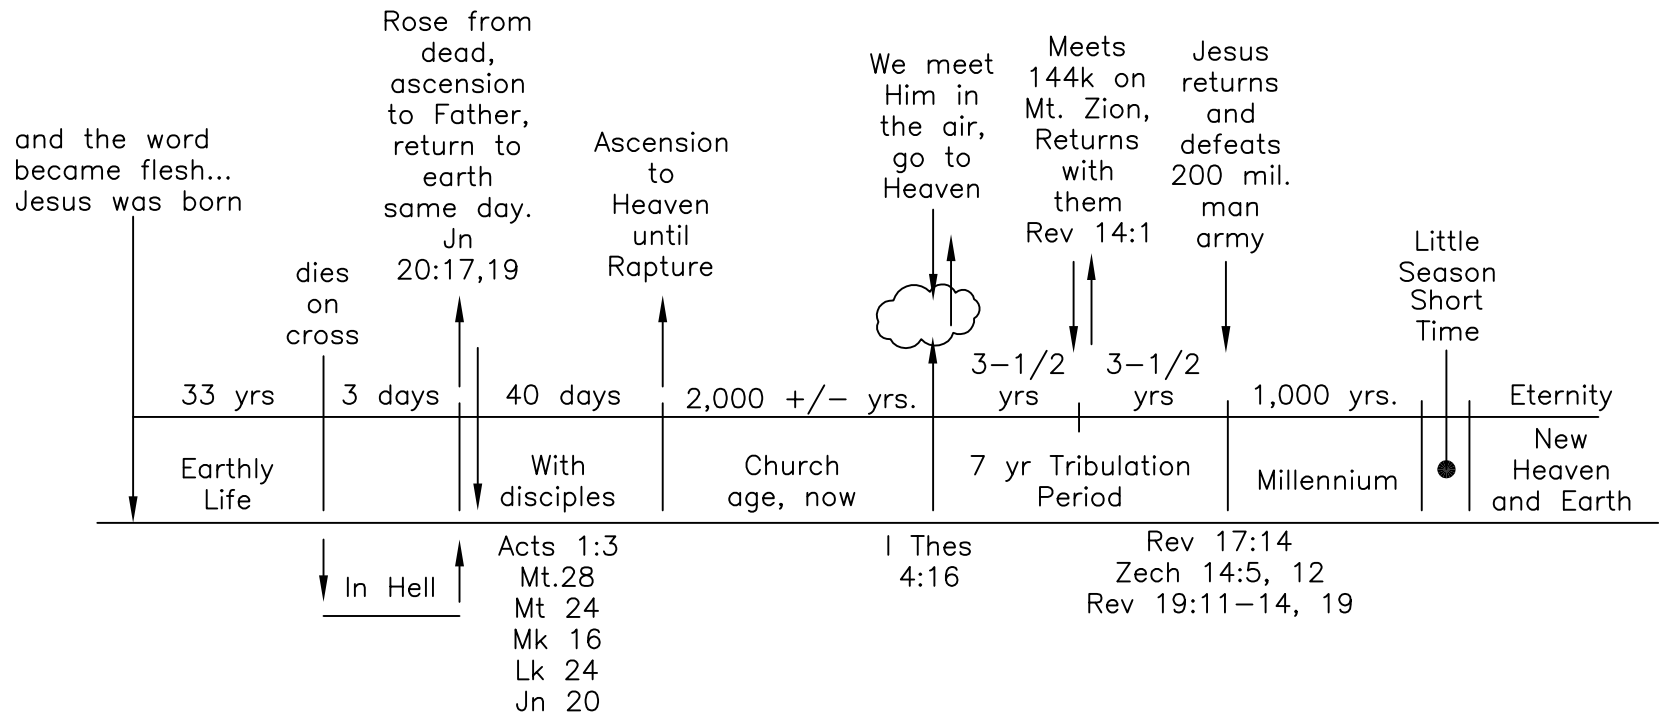 and the word
became flesh...
Jesus was born
dies
on
cross
Rose from
dead,
ascension
to Father,
return to
earth
same day.
Jn
20:17,19
Ascension
to
Heaven
until
Rapture
We meet
Him in
the air,
go to
Heaven
Meets
144k on
Mt. Zion,
Returns
with
them
Rev 14:1
Jesus
returns
and
defeats
200 mil.
man
army
Little
Season
Short
Time
33 yrs
3 days
40 days
2,000 +/- yrs.
3-1/2
yrs
3-1/2
yrs
1,000 yrs.
Eternity
Earthly
Life
With
disciples
Church
age, now
7 yr Tribulation
Period
Millennium
New
Heaven
and Earth
In Hell
Acts 1:3
Mt.28
Mt 24
Mk 16
Lk 24
Jn 20
I Thes
4:16
Rev 17:14
Zech 14:5, 12
Rev 19:11-14, 19